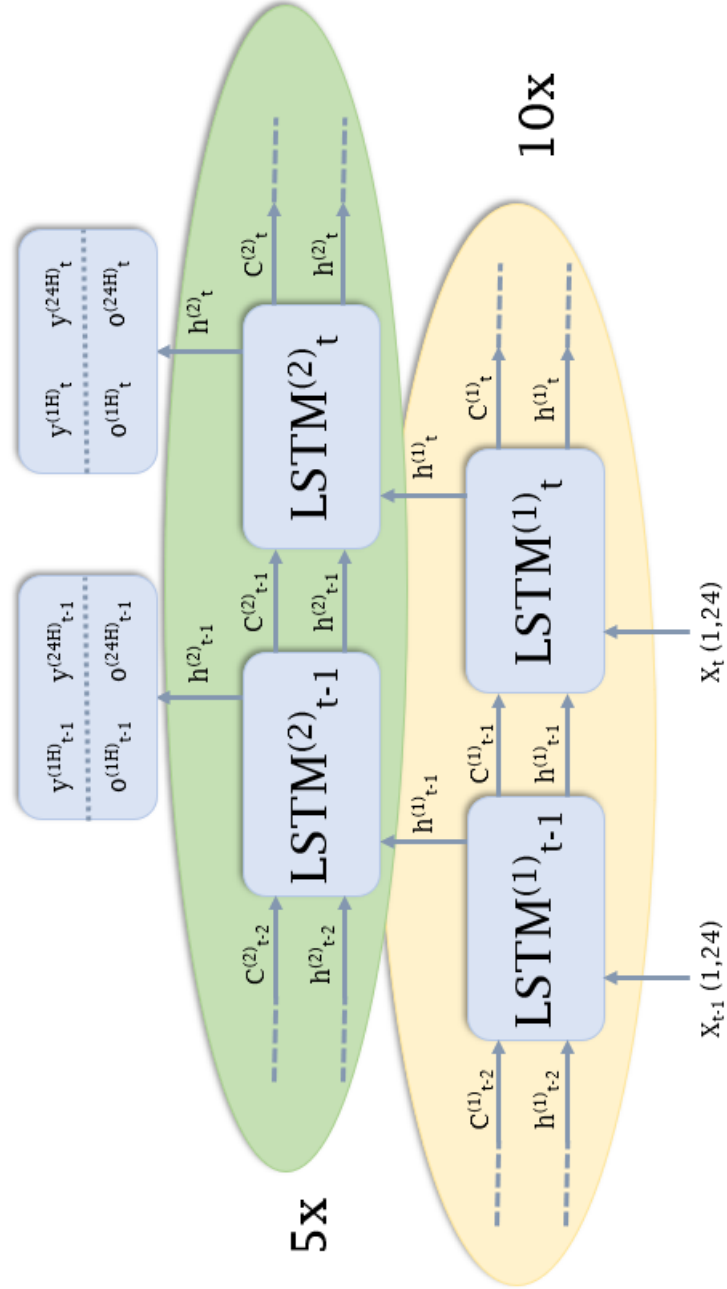 y⁽¹ᴴ⁾t-1 y⁽²⁴ᴴ⁾t-1
o⁽¹ᴴ⁾t-1 o⁽²⁴ᴴ⁾t-1
y⁽¹ᴴ⁾t y⁽²⁴ᴴ⁾t
o⁽¹ᴴ⁾t o⁽²⁴ᴴ⁾t
h⁽²⁾t-1
h⁽²⁾t
5x
C⁽²⁾t-2
h⁽²⁾t-2
LSTM⁽²⁾t-1
C⁽²⁾t-1
h⁽²⁾t-1
LSTM⁽²⁾t
C⁽²⁾t
h⁽²⁾t
h⁽¹⁾t-1
h⁽¹⁾t
C⁽¹⁾t-2
h⁽¹⁾t-2
LSTM⁽¹⁾t-1
C⁽¹⁾t-1
h⁽¹⁾t-1
LSTM⁽¹⁾t
C⁽¹⁾t
h⁽¹⁾t
10x
Xt-1 (1,24)
Xt (1,24)